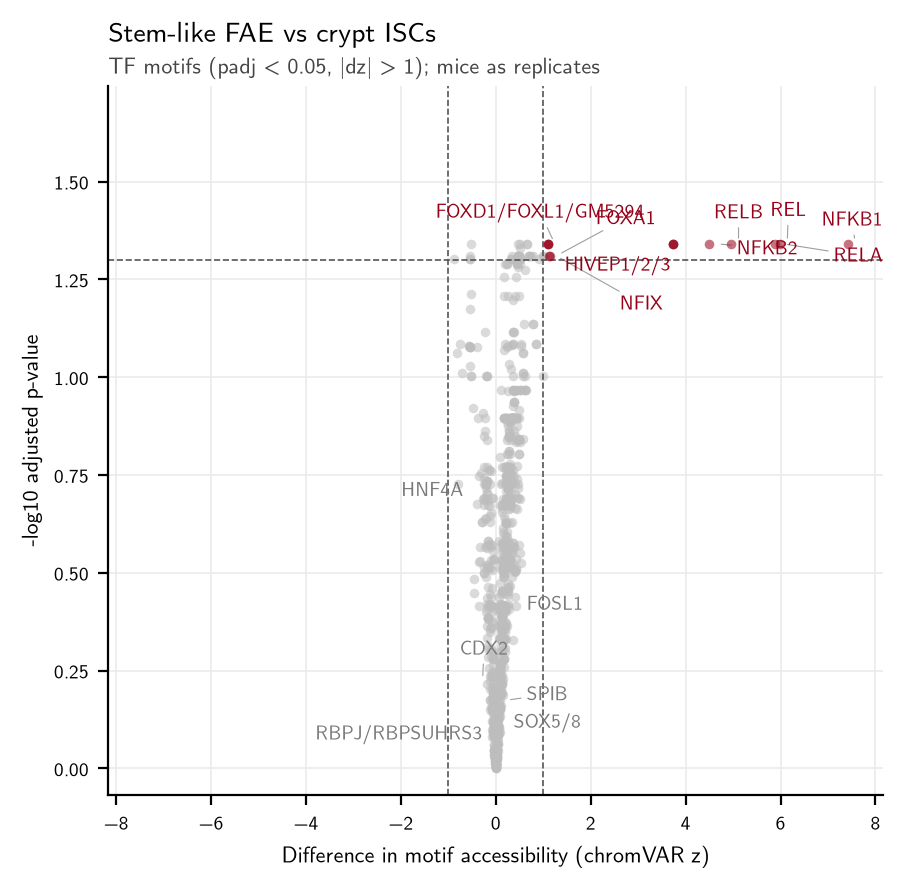 Stem-like FAE vs crypt ISCs
TF motifs (padj < 0.05, |dz| > 1); mice as replicates
-log10 adjusted p-value
1.50
1.25
1.00
0.75
0.50
0.25
0.00
FOXD1/FOXL1/GM5294
FOXA1
RELB
REL
NFKB1
NFKB2
RELA
HIVEP1/2/3
NFIX
HNF4A
FOSL1
CDX2
SPIB
SOX5/8
RBPJ/RBPSUHRS3
−8
−6
−4
−2
0
2
4
6
8
Difference in motif accessibility (chromVAR z)